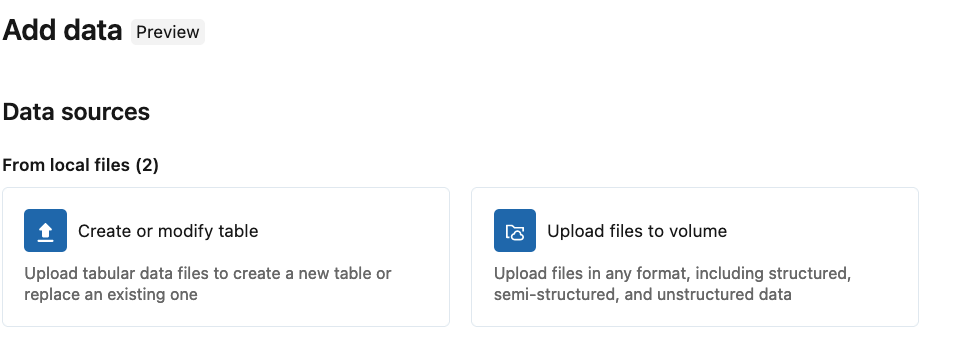 Add data Preview
Data sources
From local files (2)
Create or modify table
Upload tabular data files to create a new table or
replace an existing one
Upload files to volume
Upload files in any format, including structured,
semi-structured, and unstructured data